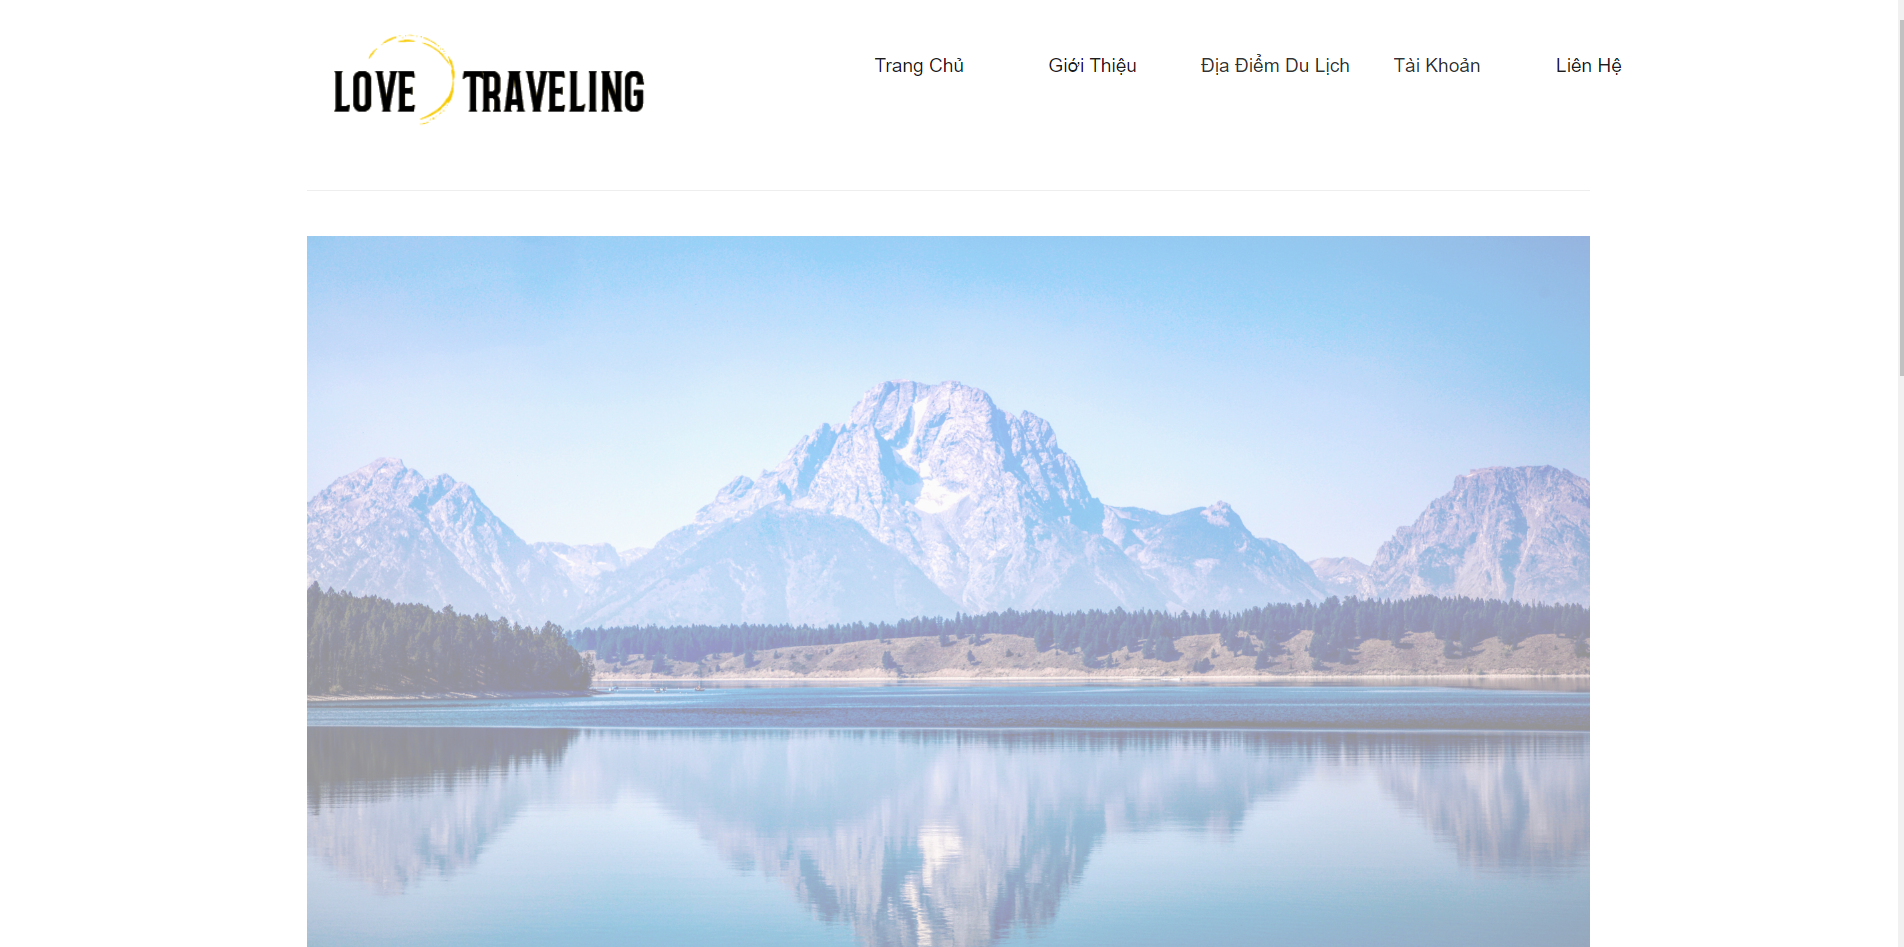 LOVE TRAVELING
Trang Chủ Giới Thiệu Địa Điểm Du Lịch Tài Khoản Liên Hệ